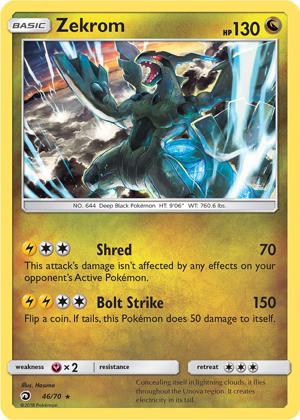 BASIC Zekrom HP 130
NO. 644 Deep Black Pokémon HT: 9'06" WT: 760.6 lbs.
Shred 70
This attack's damage isn't affected by any effects on your
opponent's Active Pokémon.
Bolt Strike 150
Flip a coin. If tails, this Pokémon does 50 damage to itself.
weakness ×2 resistance retreat
Illus. Hasuno
46/70 ★
©2018 Pokémon
Concealing itself in lightning clouds, it flies
throughout the Unova region. It creates
electricity in its tail.